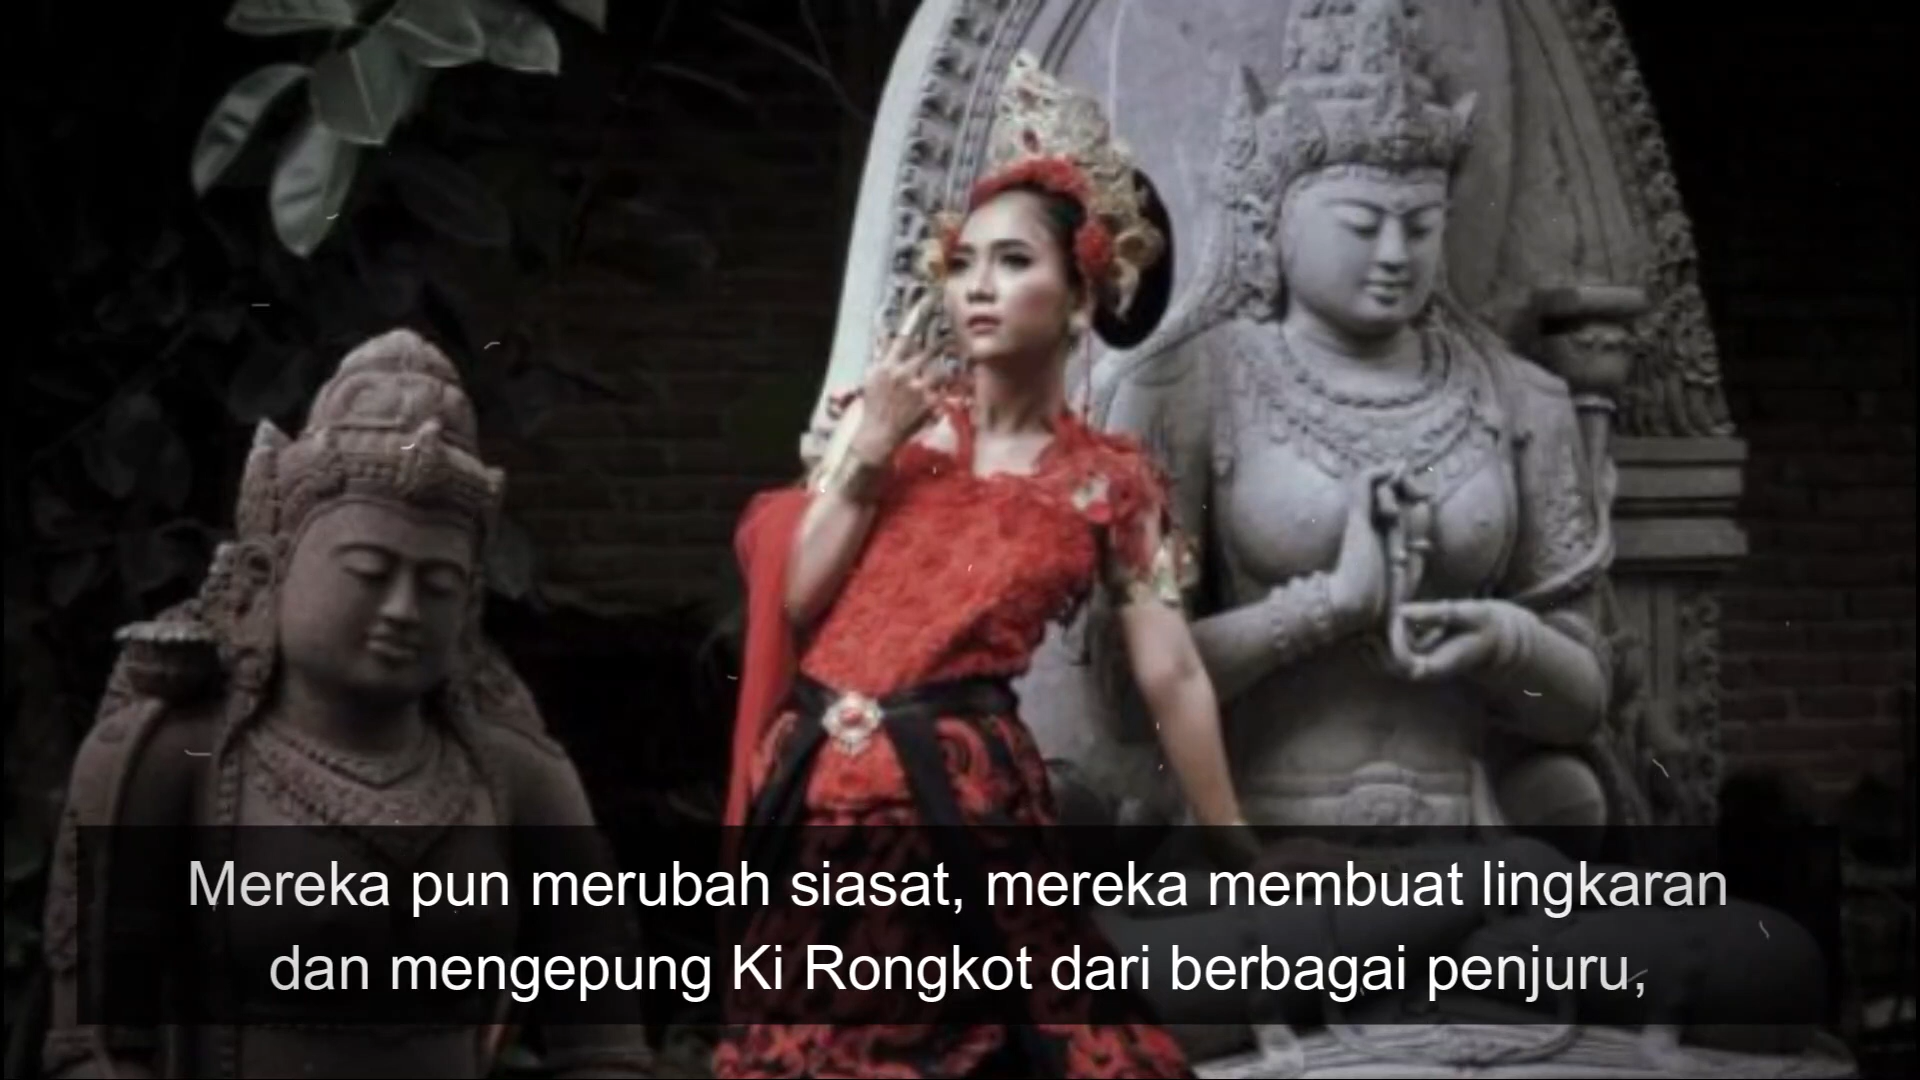 Mereka pun merubah siasat, mereka membuat lingkaran
dan mengepung Ki Rongkot dari berbagai penjuru,